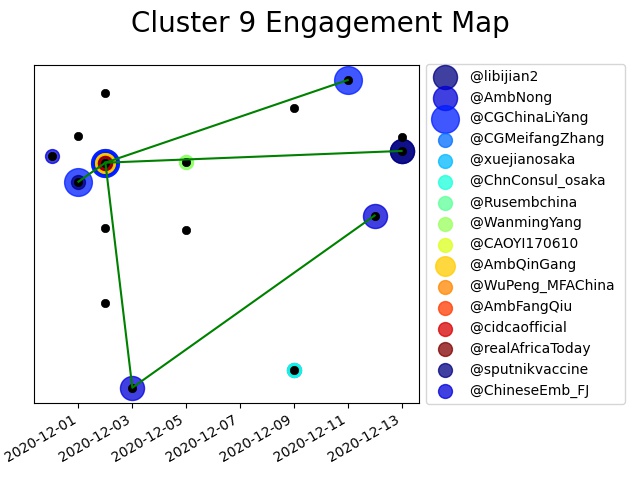 Cluster 9 Engagement Map
@libijian2
@AmbNong
@CGChinaLiYang
@CGMeifangZhang
@xuejianosaka
@ChnConsul_osaka
@Rusembchina
@WanmingYang
@CAOYI170610
@AmbQinGang
@WuPeng_MFAChina
@AmbFangQiu
@cidcaofficial
@realAfricaToday
@sputnikvaccine
@ChineseEmb_FJ
2020-12-01
2020-12-03
2020-12-05
2020-12-07
2020-12-09
2020-12-11
2020-12-13